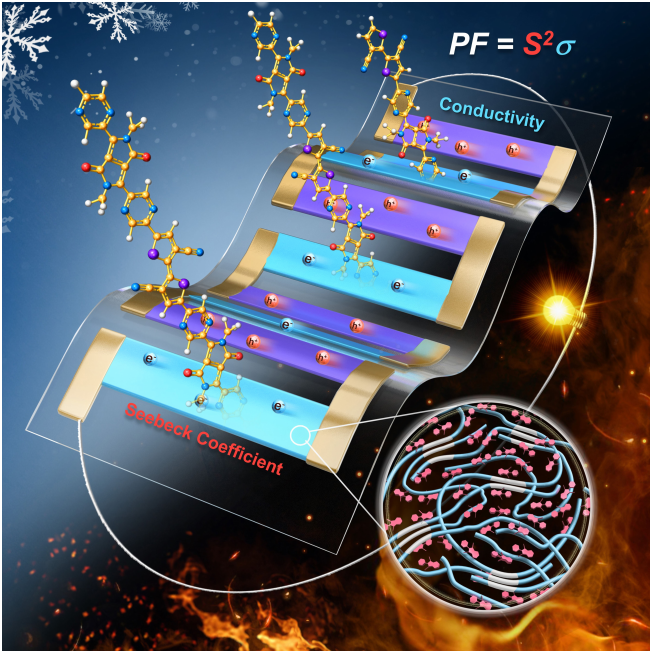 PF = S²σ
Conductivity
h⁺
h⁺
e⁻
e⁻
h⁺
h⁺
h⁺
e⁻
e⁻
h⁺
e⁻
h⁺
h⁺
h⁺
e⁻
e⁻
e⁻
Seebeck Coefficient